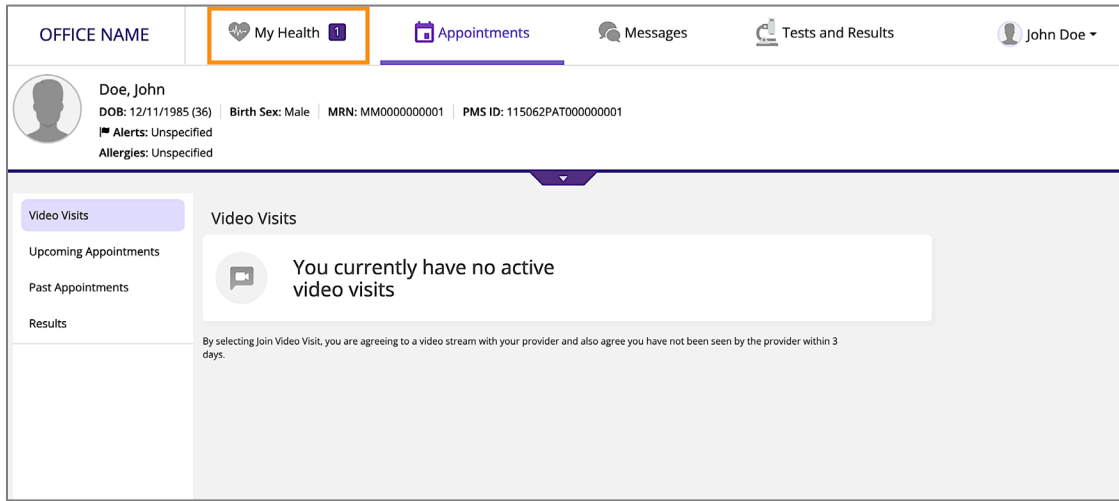 OFFICE NAME
My Health 1
Appointments
Messages
Tests and Results
John Doe
Doe, John
DOB: 12/11/1985 (36) Birth Sex: Male MRN: MM0000000001 PMS ID: 115062PAT000000001
Alerts: Unspecified
Allergies: Unspecified
Video Visits
Upcoming Appointments
Past Appointments
Results
Video Visits
You currently have no active
video visits
By selecting Join Video Visit, you are agreeing to a video stream with your provider and also agree you have not been seen by the provider within 3
days.